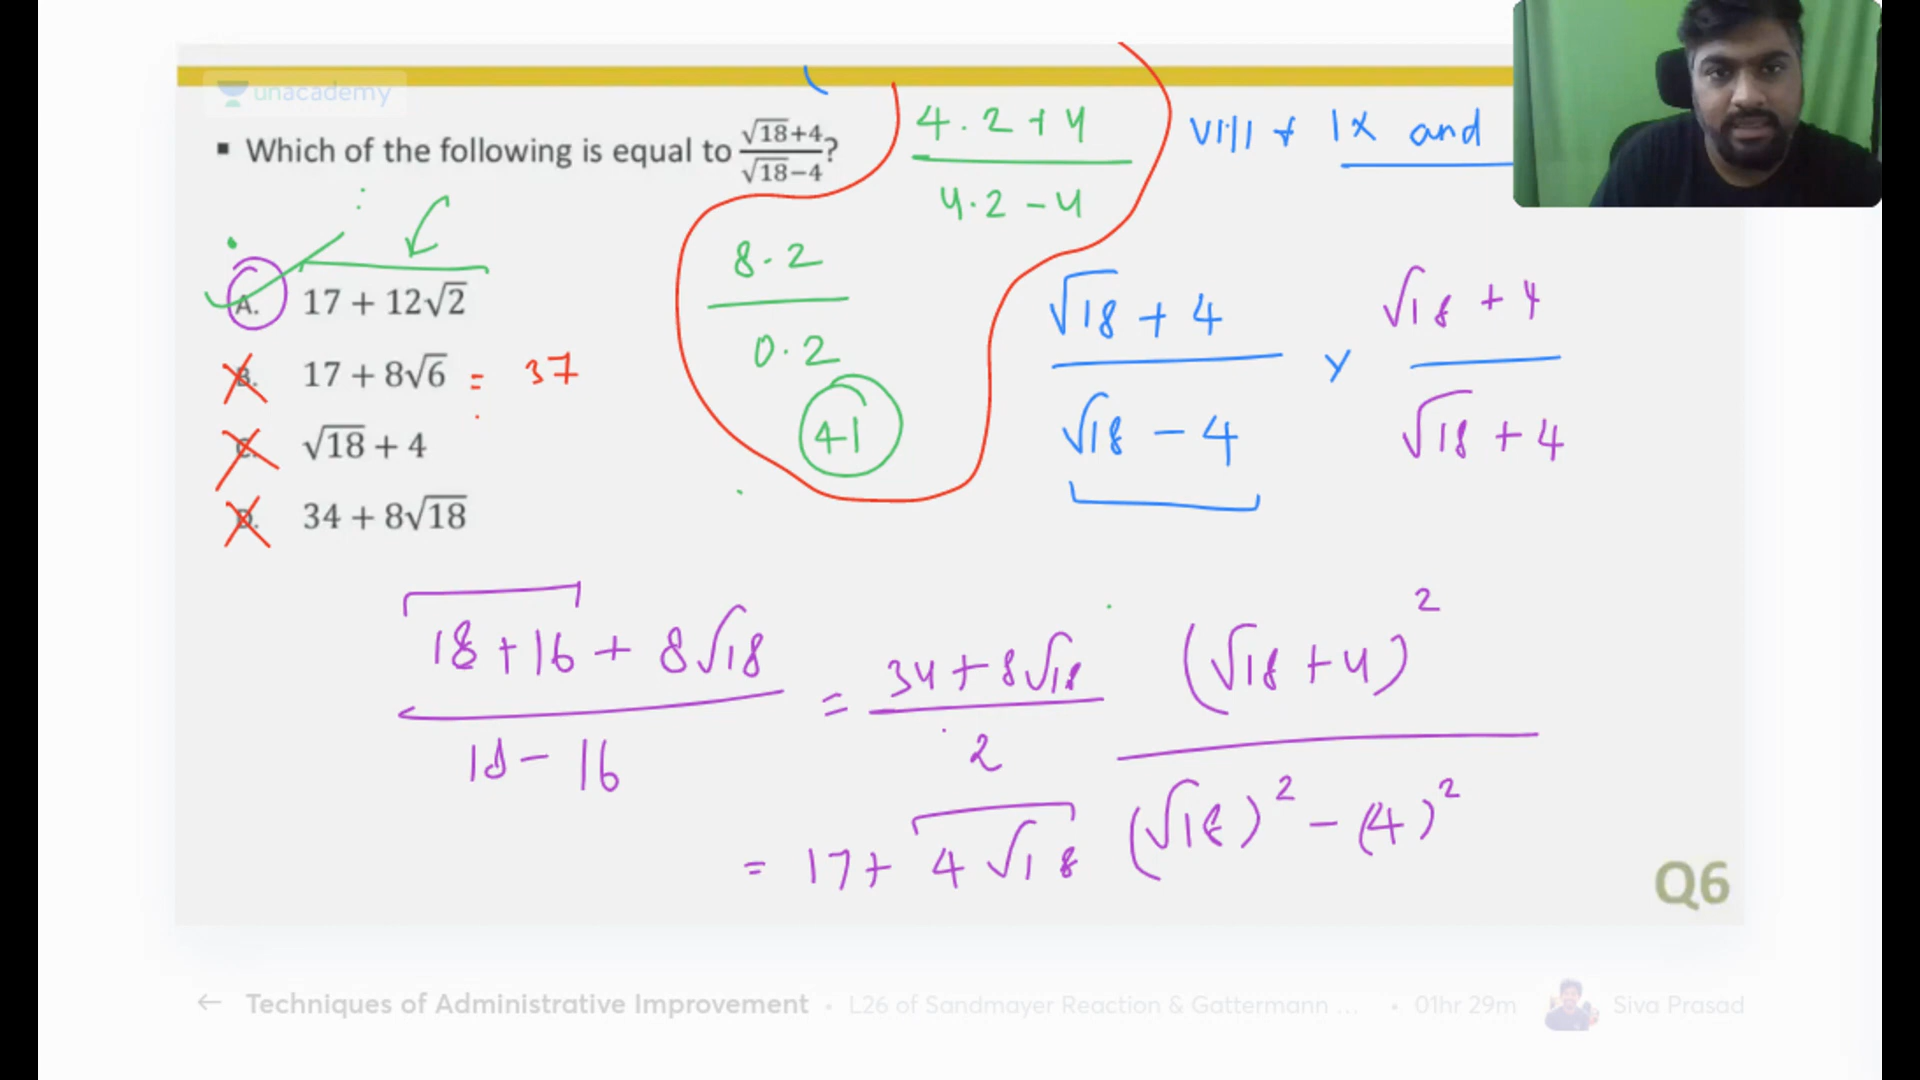 unacademy
Which of the following is equal to (√18+4)/(√18−4)?
A. 17 + 12√2
B. 17 + 8√6 = 37
C. √18 + 4
D. 34 + 8√18
4.2 + 4
4.2 − 4
8.2
0.2
41
VIII + IX and
√18 + 4
√18 − 4
×
√18 + 4
√18 + 4
18 + 16 + 8√18
18 − 16
= 34 + 8√18
2
(√18 + 4)²
(√18)² − (4)²
= 17 + 4√18
Q6
← Techniques of Administrative Improvement • L26 of Sandmayer Reaction & Gattermann ... • 01hr 29m Siva Prasad